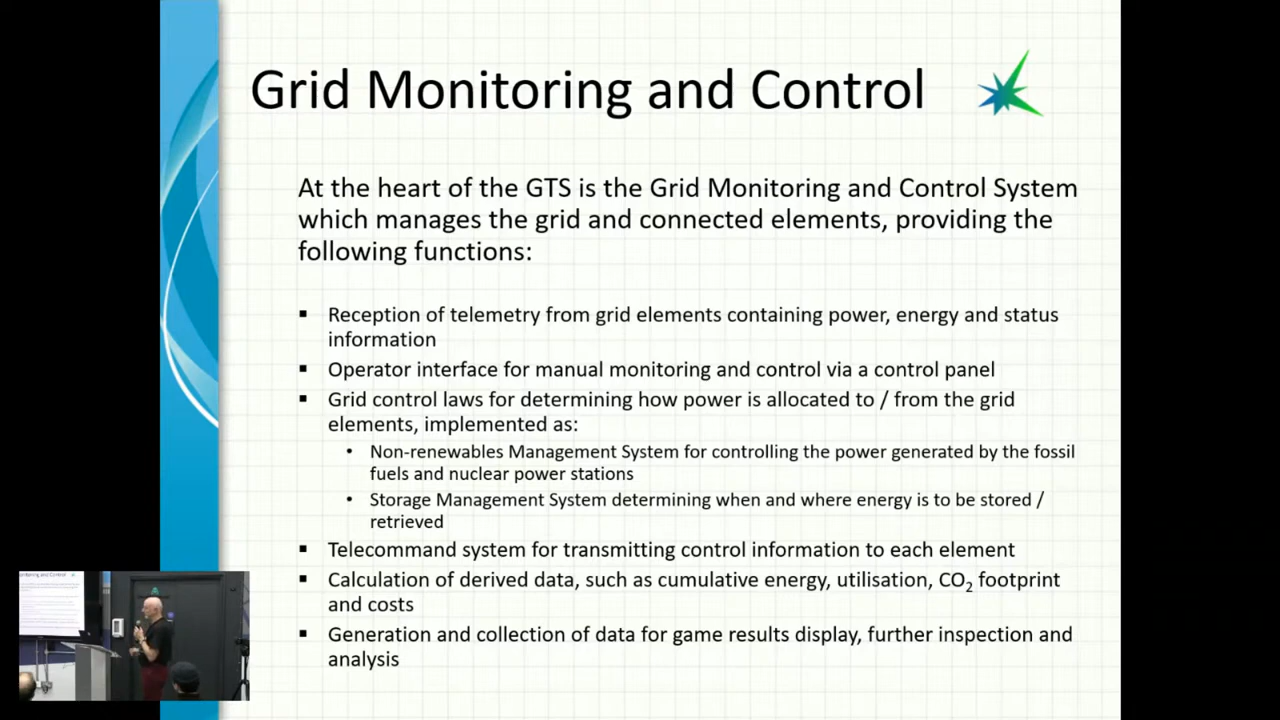 Grid Monitoring and Control
At the heart of the GTS is the Grid Monitoring and Control System
which manages the grid and connected elements, providing the
following functions:
▪ Reception of telemetry from grid elements containing power, energy and status
information
▪ Operator interface for manual monitoring and control via a control panel
▪ Grid control laws for determining how power is allocated to / from the grid
elements, implemented as:
• Non-renewables Management System for controlling the power generated by the fossil
fuels and nuclear power stations
• Storage Management System determining when and where energy is to be stored /
retrieved
▪ Telecommand system for transmitting control information to each element
▪ Calculation of derived data, such as cumulative energy, utilisation, CO₂ footprint
and costs
▪ Generation and collection of data for game results display, further inspection and
analysis